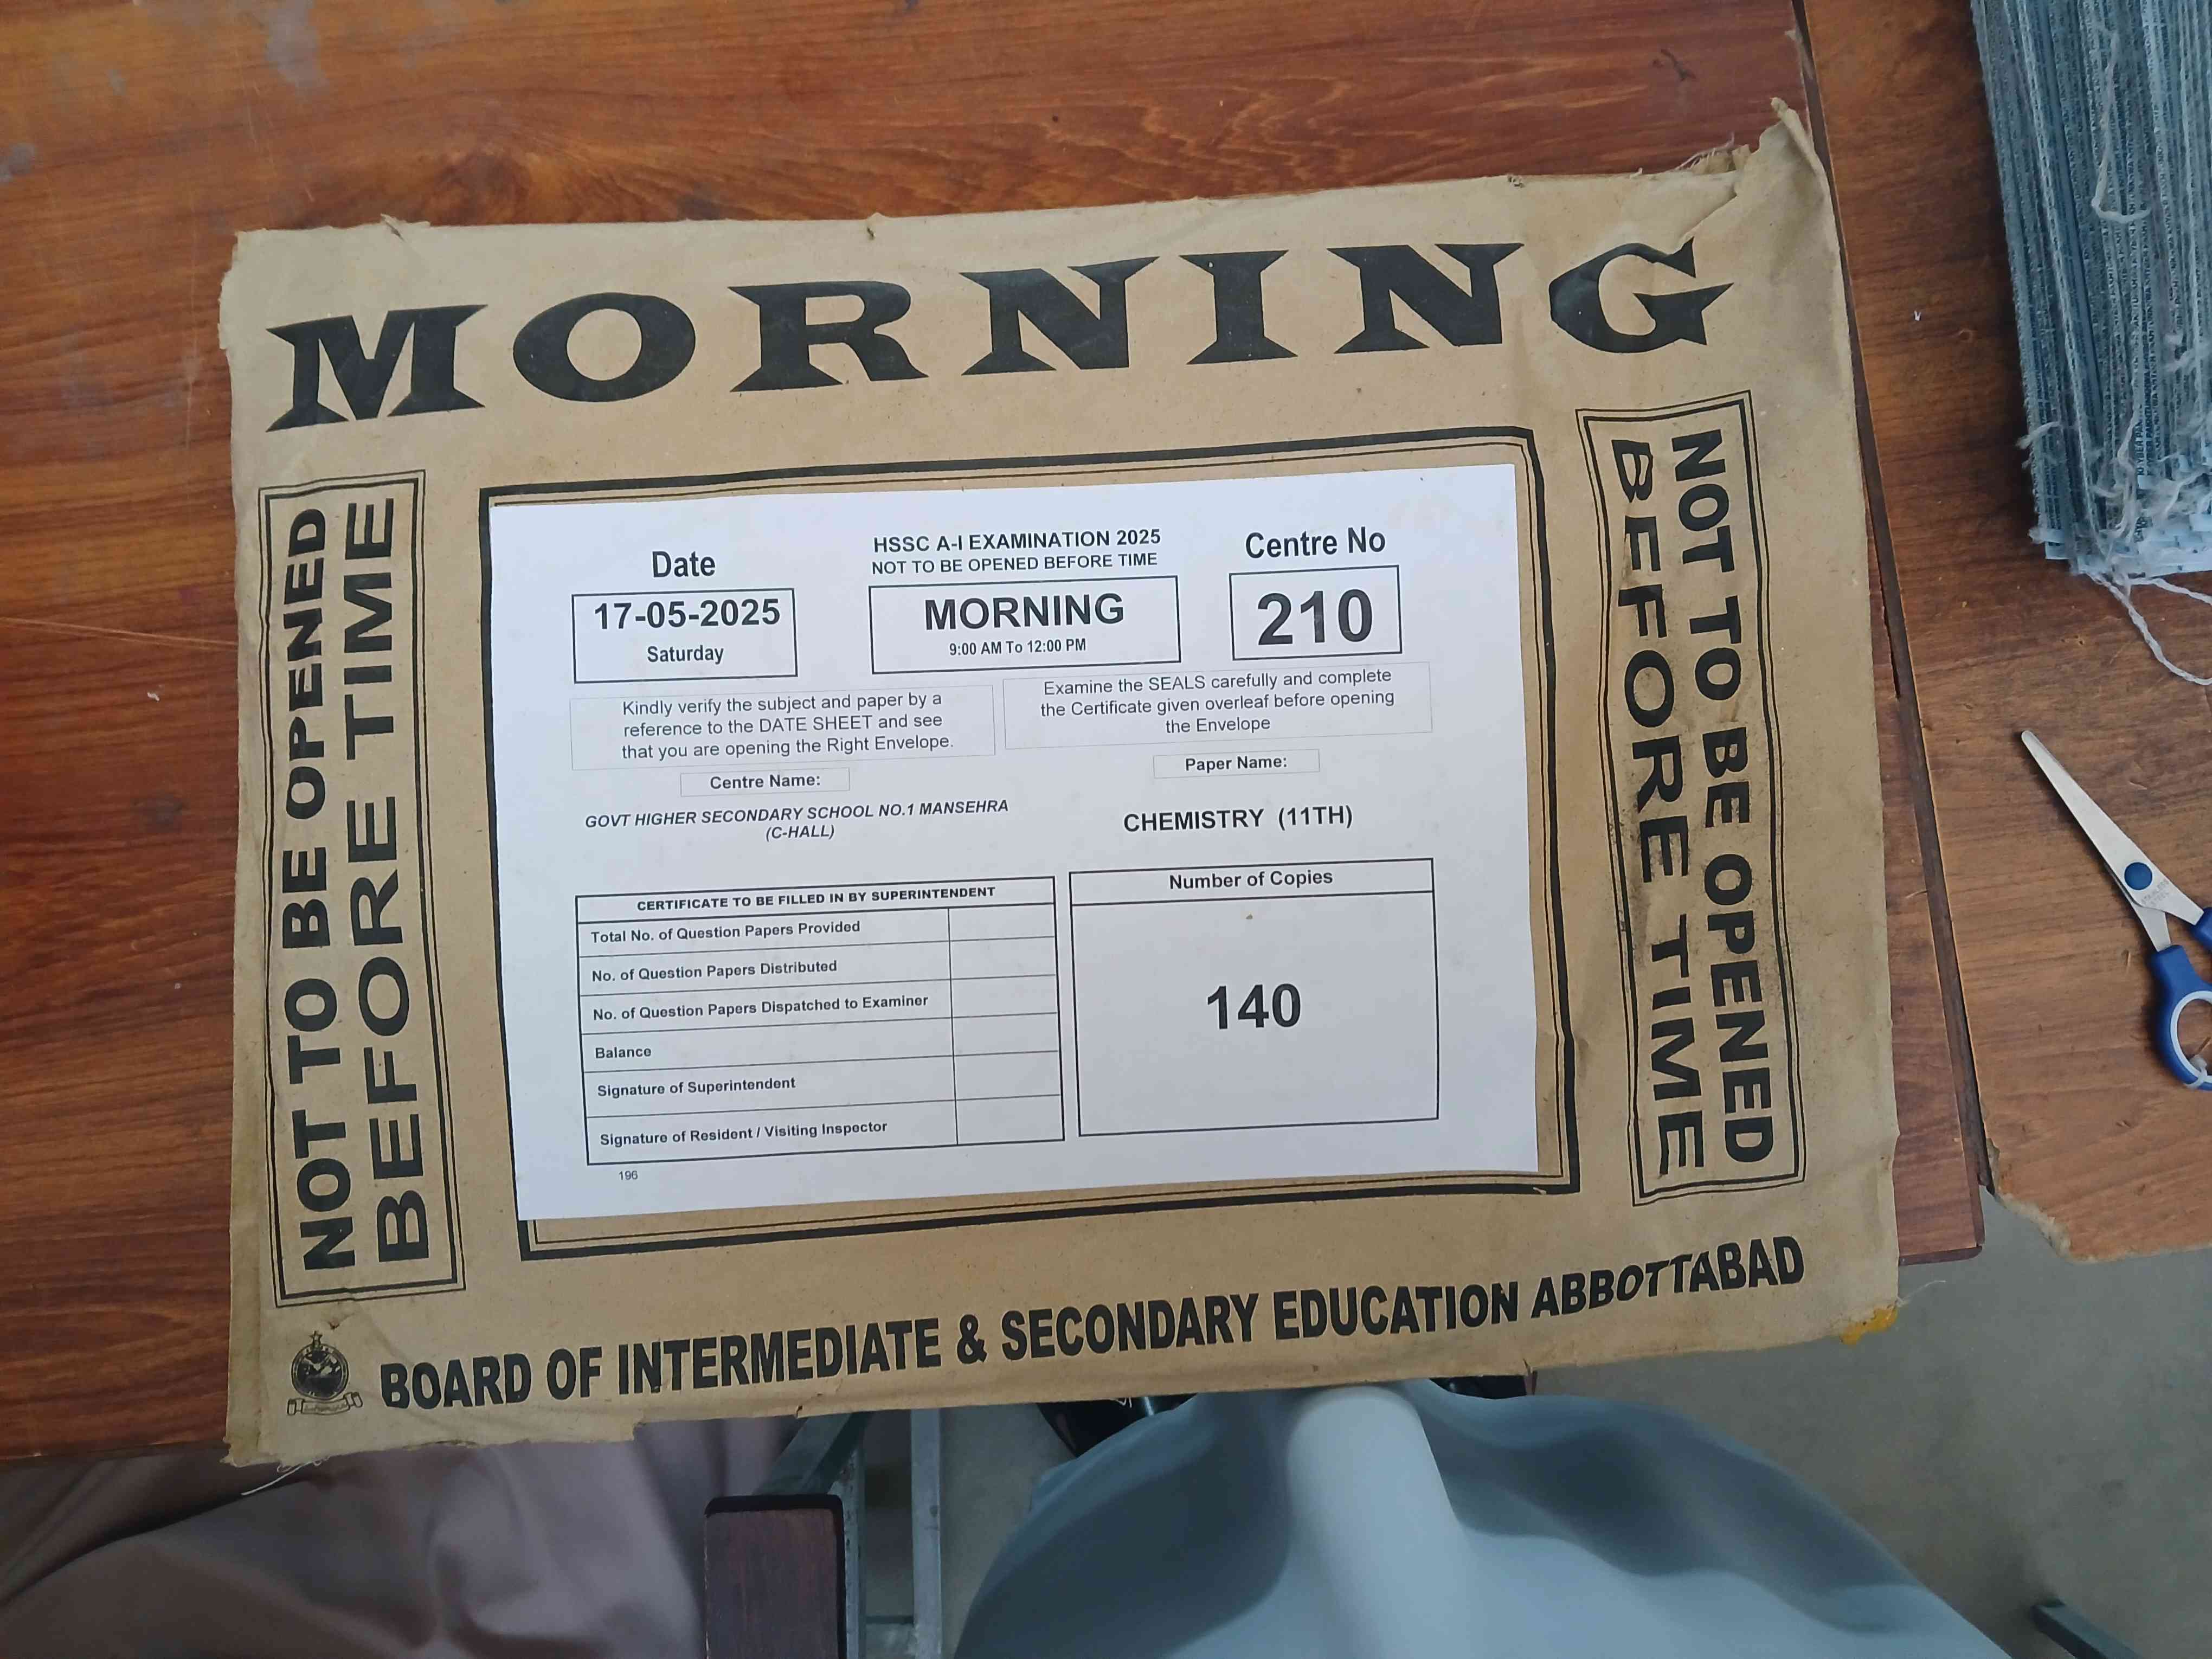 MORNING
NOT TO BE OPENED
BEFORE TIME
NOT TO BE OPENED
BEFORE TIME
HSSC A-I EXAMINATION 2025
NOT TO BE OPENED BEFORE TIME
Date
17-05-2025
Saturday
MORNING
9:00 AM To 12:00 PM
Centre No
210
Kindly verify the subject and paper by a
reference to the DATE SHEET and see
that you are opening the Right Envelope.
Examine the SEALS carefully and complete
the Certificate given overleaf before opening
the Envelope
Centre Name:
GOVT HIGHER SECONDARY SCHOOL NO.1 MANSEHRA
(C-HALL)
Paper Name:
CHEMISTRY (11TH)
CERTIFICATE TO BE FILLED IN BY SUPERINTENDENT
Total No. of Question Papers Provided
No. of Question Papers Distributed
No. of Question Papers Dispatched to Examiner
Balance
Signature of Superintendent
Signature of Resident / Visiting Inspector
Number of Copies
140
196
BOARD OF INTERMEDIATE & SECONDARY EDUCATION ABBOTTABAD